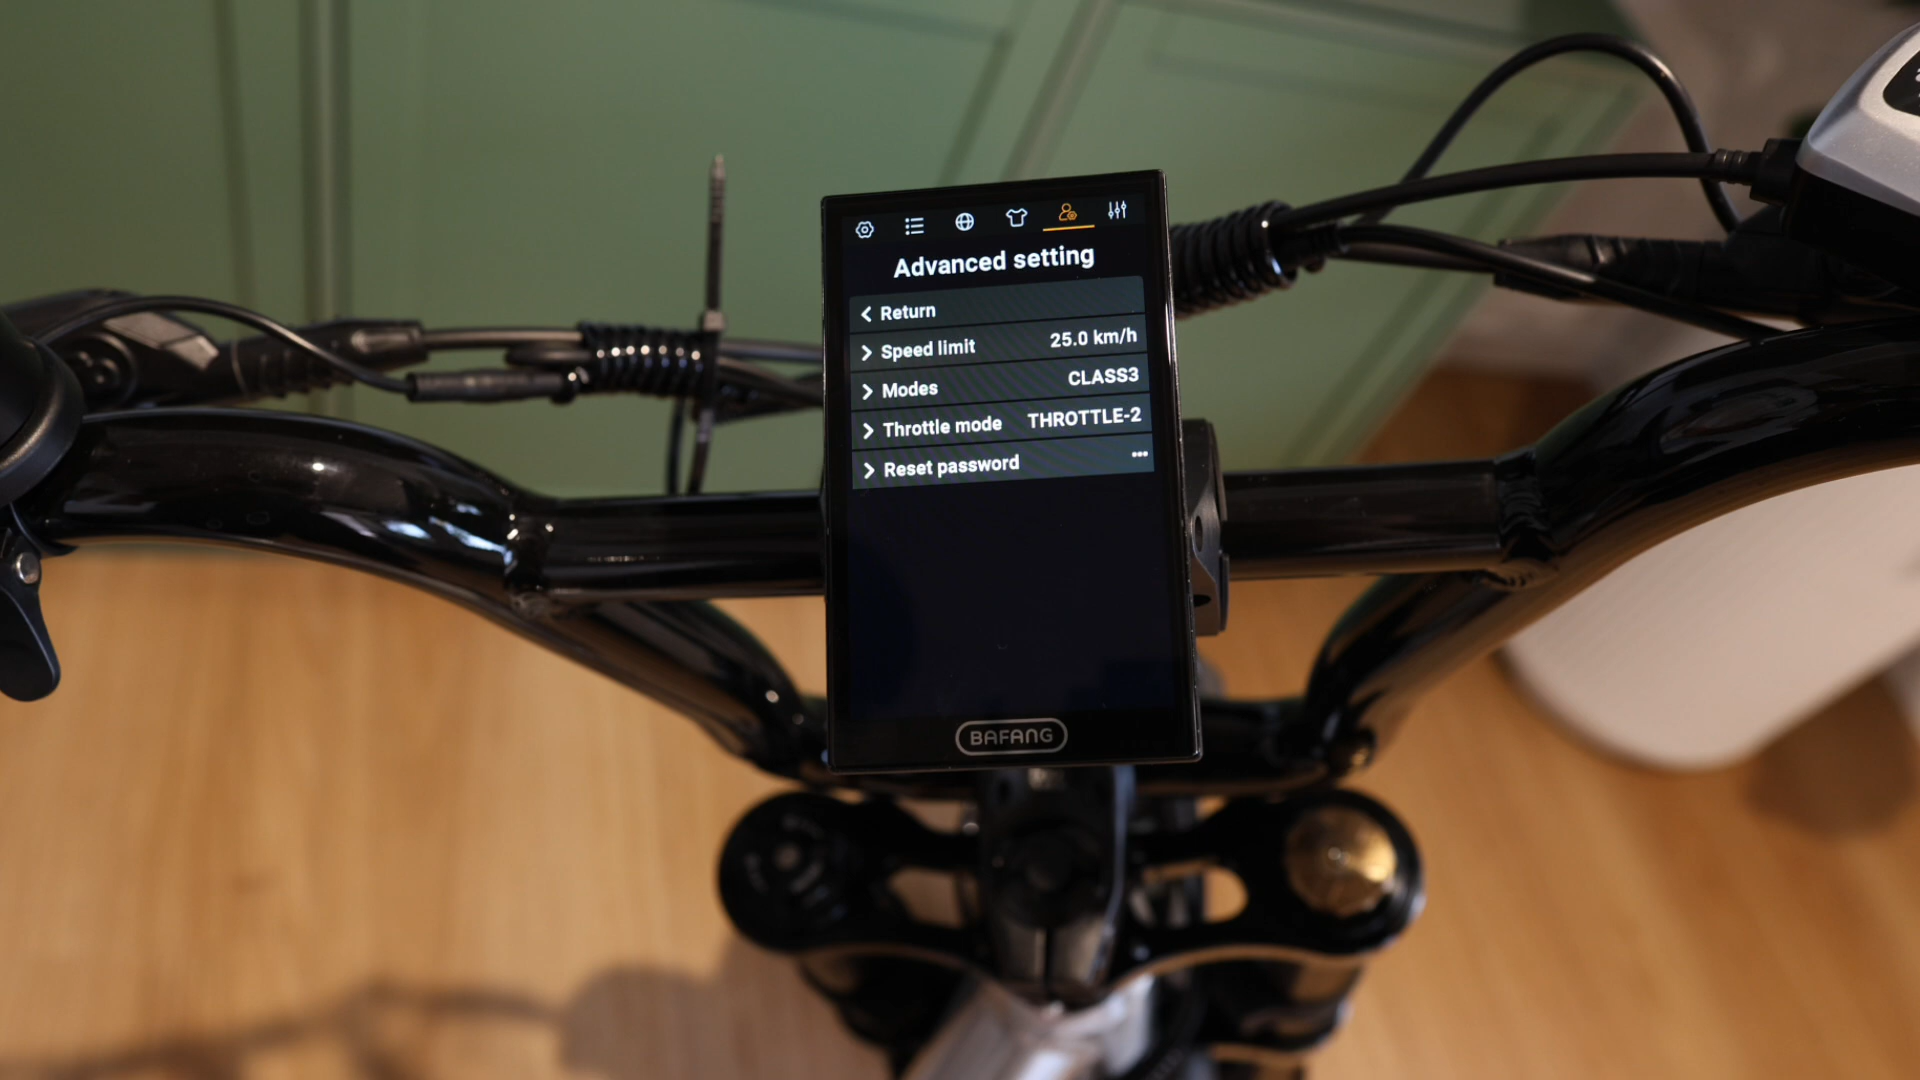 Advanced setting
Return
Speed limit 25.0 km/h
Modes CLASS3
Throttle mode THROTTLE-2
Reset password ...
BAFANG